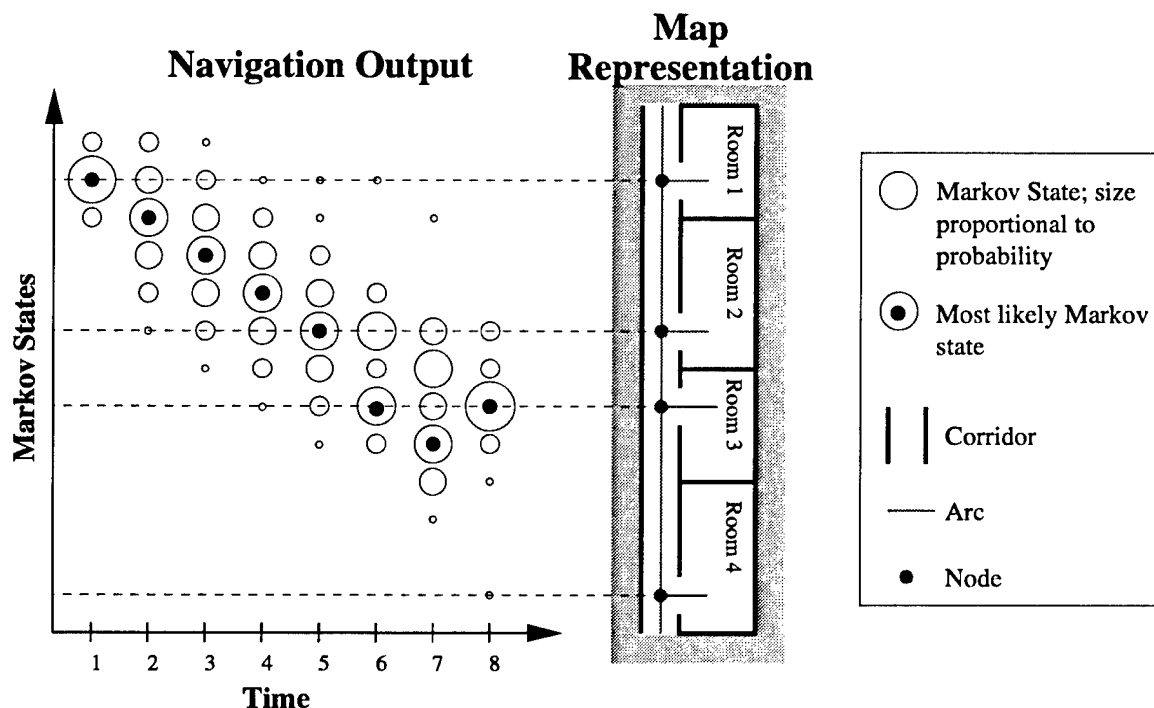 Navigation Output
Map
Representation
Markov States
1 2 3 4 5 6 7 8
Time
Room 1
Room 2
Room 3
Room 4
Markov State; size
proportional to
probability
Most likely Markov
state
Corridor
Arc
Node